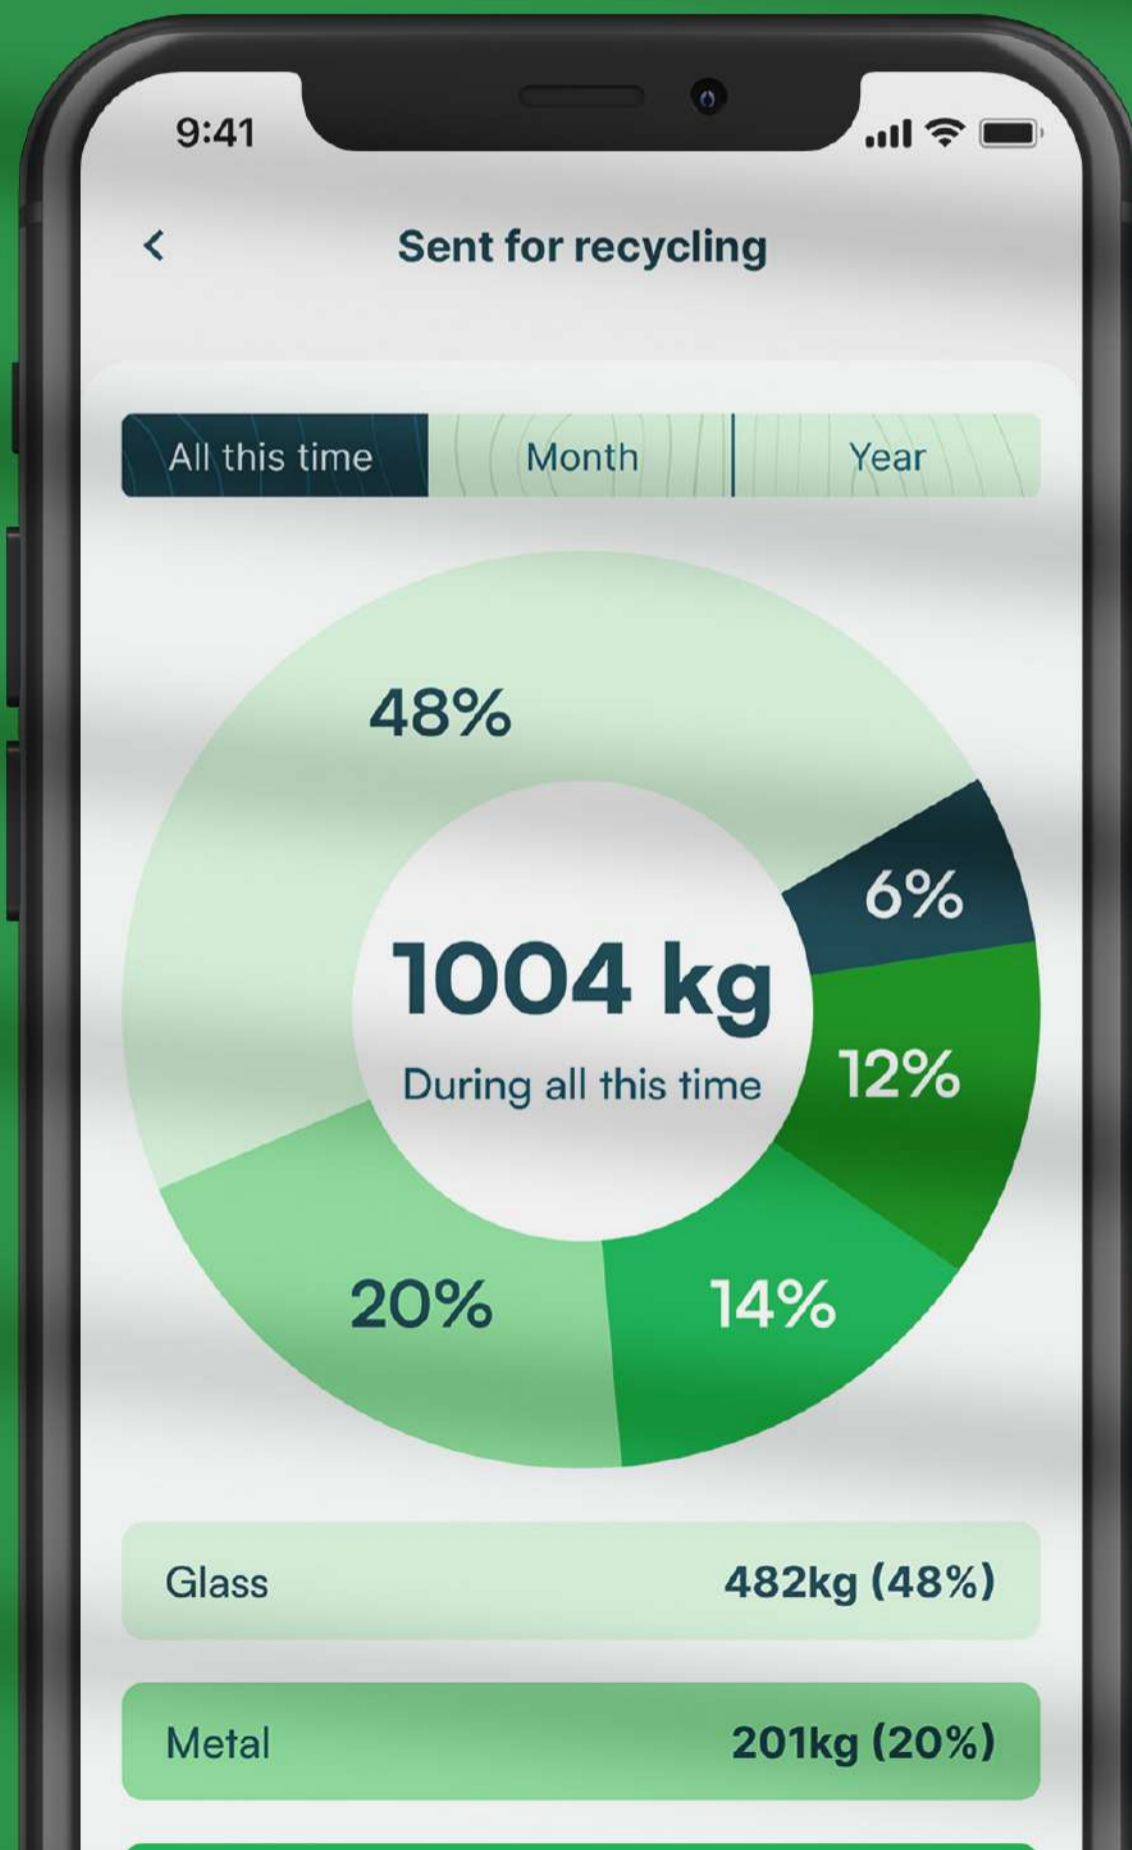 9:41
Sent for recycling
All this time
Month
Year
48%
6%
1004 kg
During all this time
12%
20%
14%
Glass 482kg (48%)
Metal 201kg (20%)